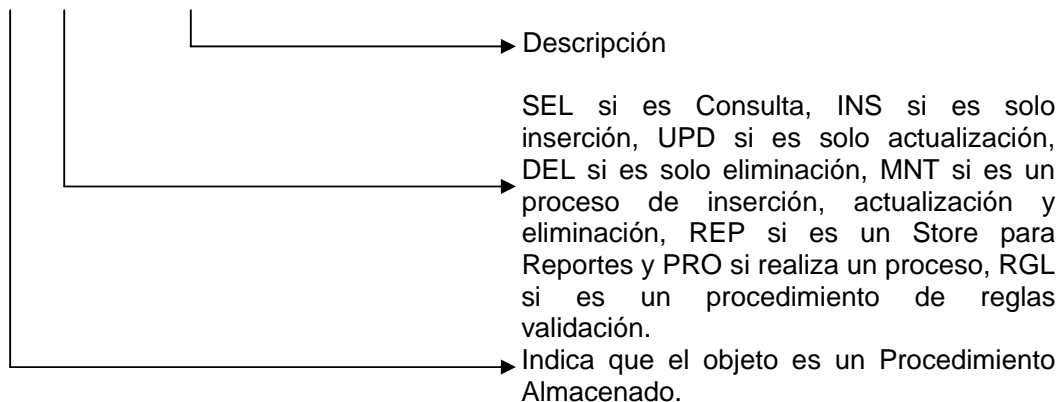 Descripción
SEL si es Consulta, INS si es solo
inserción, UPD si es solo actualización,
DEL si es solo eliminación, MNT si es un
proceso de inserción, actualización y
eliminación, REP si es un Store para
Reportes y PRO si realiza un proceso, RGL
si es un procedimiento de reglas
validación.
Indica que el objeto es un Procedimiento
Almacenado.